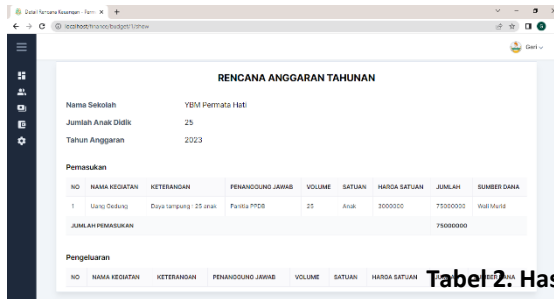 Detail Rencana Keuangan - Perm
localhost/finance/budget/1/show
Geri
RENCANA ANGGARAN TAHUNAN
Nama Sekolah YBM Permata Hati
Jumlah Anak Didik 25
Tahun Anggaran 2023
Pemasukan
NO NAMA KEGIATAN KETERANGAN PENANGGUNG JAWAB VOLUME SATUAN HARGA SATUAN JUMLAH SUMBER DANA
1 Uang Gedung Daya tampung : 25 anak Panitia PPDB 25 Anak 3000000 75000000 Wali Murid
JUMLAH PEMASUKAN 75000000
Pengeluaran
NO NAMA KEGIATAN KETERANGAN PENANGGUNG JAWAB VOLUME SATUAN HARGA SATUAN
Tabel 2. Has